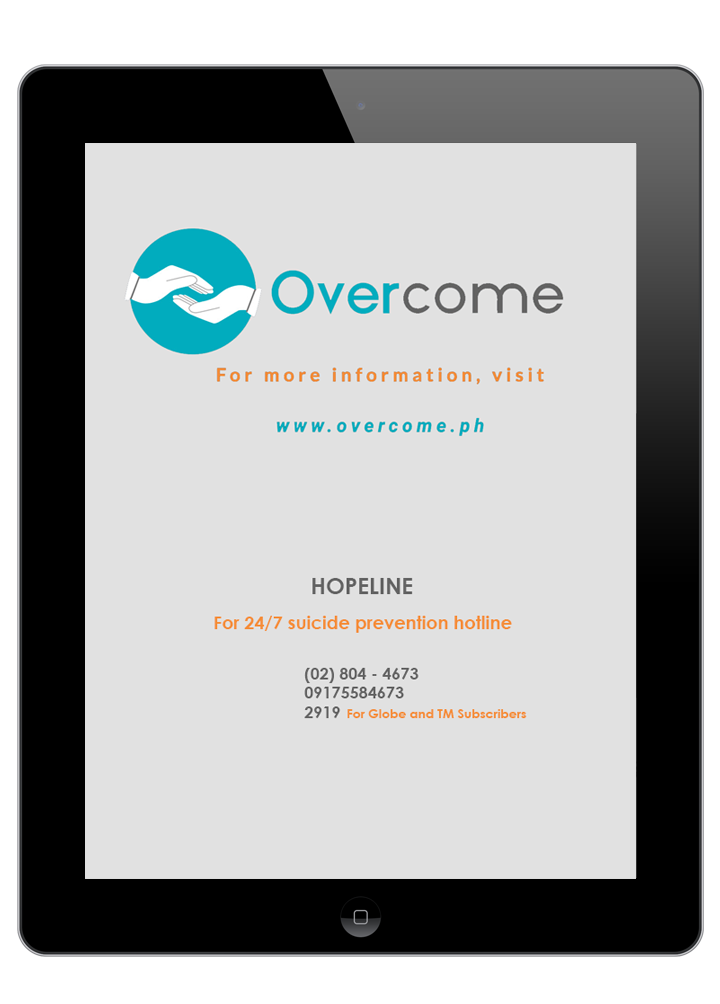 Overcome
For more information, visit
www.overcome.ph
HOPELINE
For 24/7 suicide prevention hotline
(02) 804 - 4673
09175584673
2919 For Globe and TM Subscribers